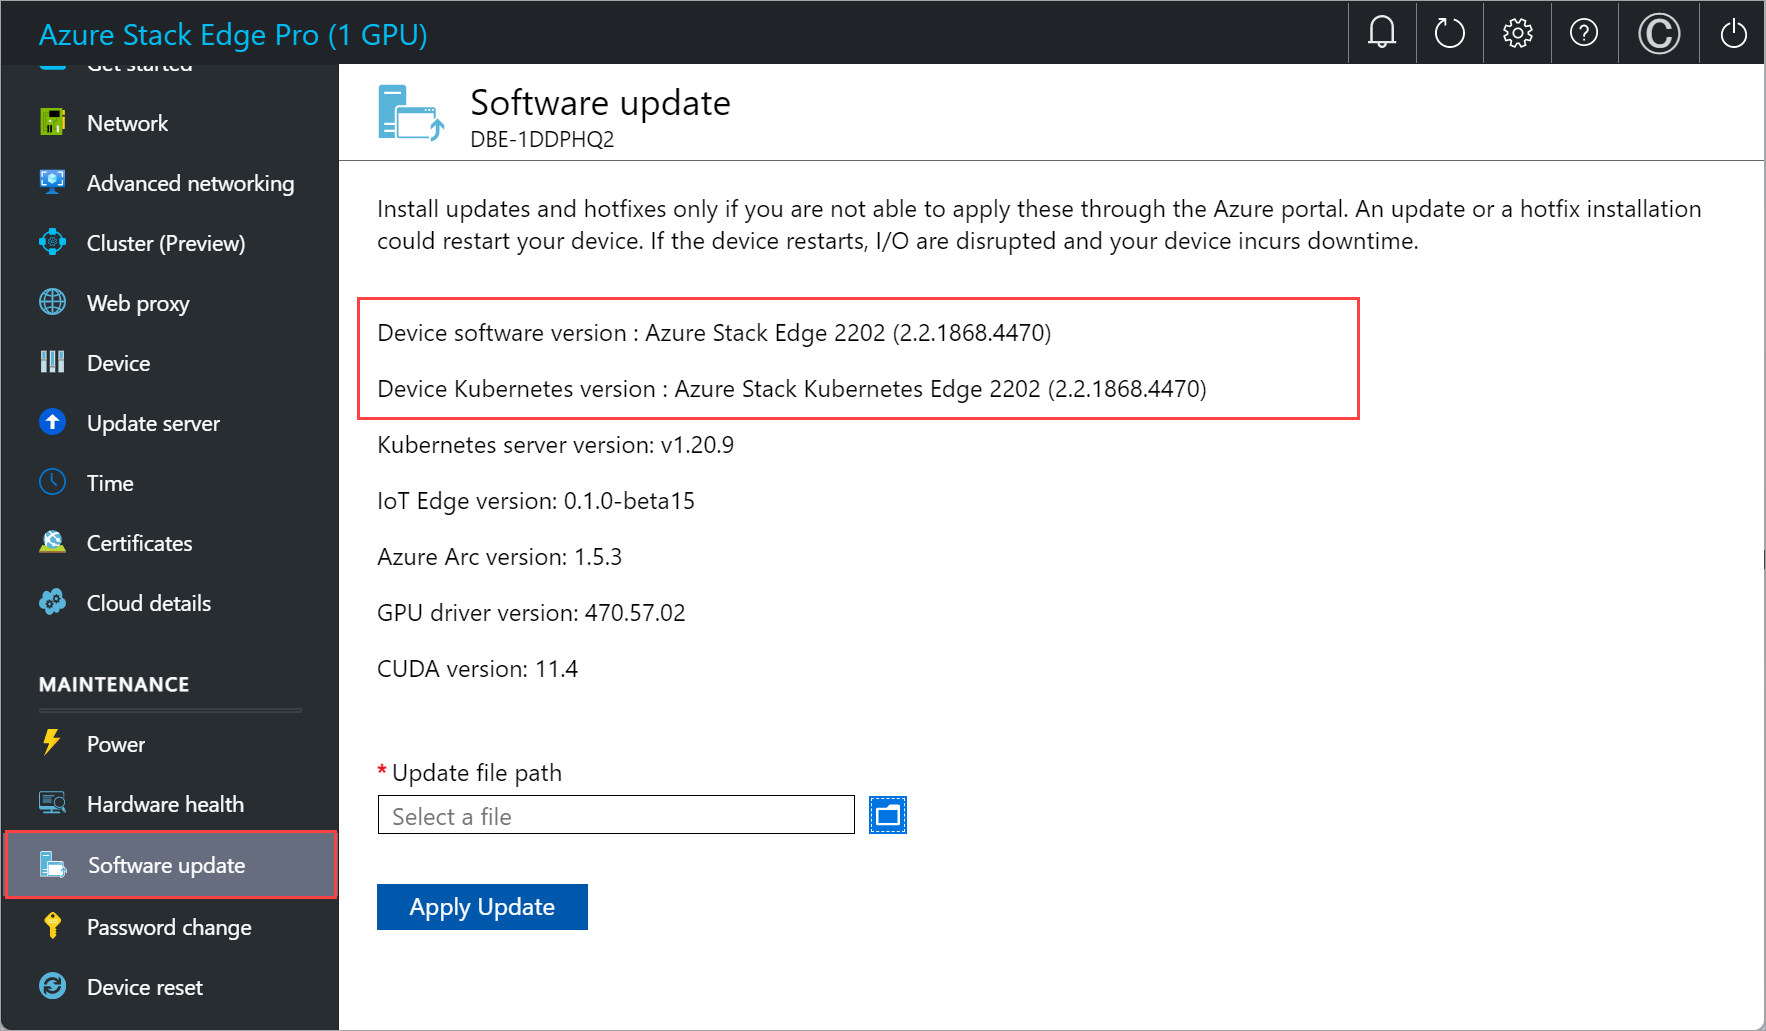 Azure Stack Edge Pro (1 GPU)
Get started
Network
Advanced networking
Cluster (Preview)
Web proxy
Device
Update server
Time
Certificates
Cloud details
MAINTENANCE
Power
Hardware health
Software update
Password change
Device reset
Software update
DBE-1DDPHQ2
Install updates and hotfixes only if you are not able to apply these through the Azure portal. An update or a hotfix installation
could restart your device. If the device restarts, I/O are disrupted and your device incurs downtime.
Device software version : Azure Stack Edge 2202 (2.2.1868.4470)
Device Kubernetes version : Azure Stack Kubernetes Edge 2202 (2.2.1868.4470)
Kubernetes server version: v1.20.9
IoT Edge version: 0.1.0-beta15
Azure Arc version: 1.5.3
GPU driver version: 470.57.02
CUDA version: 11.4
* Update file path
Select a file
Apply Update